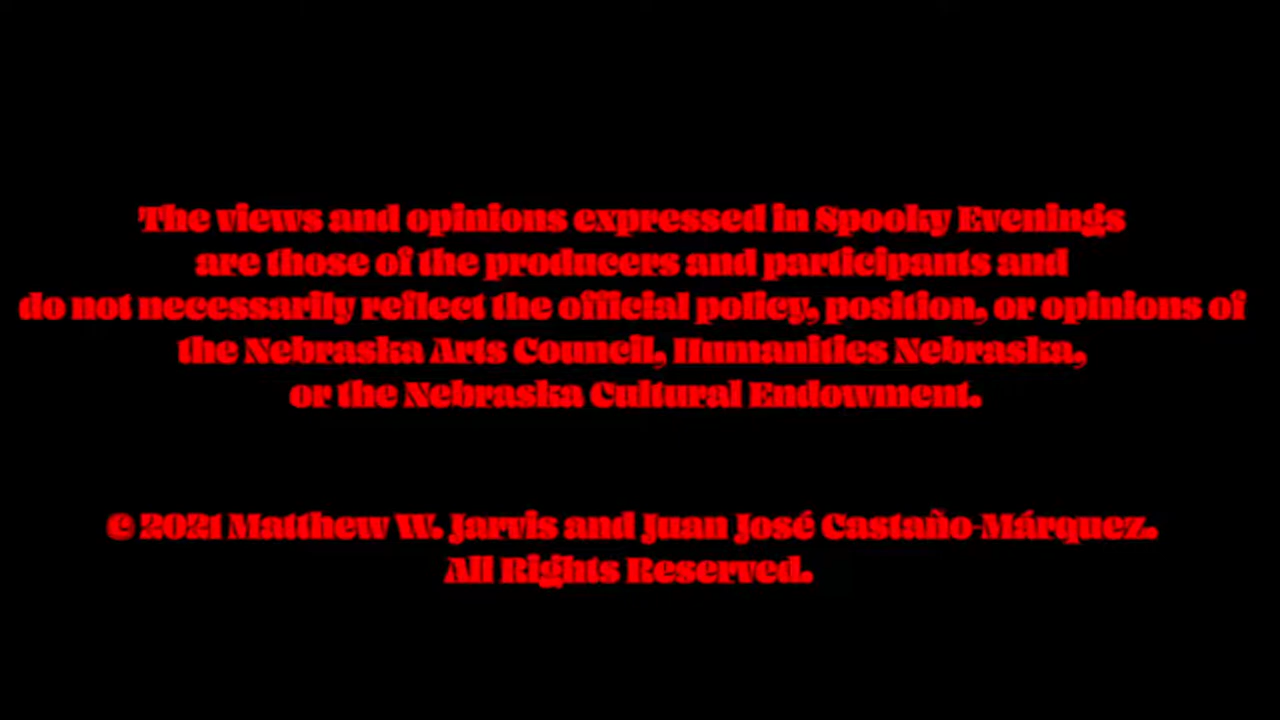 The views and opinions expressed in Spooky Evenings
are those of the producers and participants and
do not necessarily reflect the official policy, position, or opinions of
the Nebraska Arts Council, Humanities Nebraska,
or the Nebraska Cultural Endowment.
© 2021 Matthew W. Jarvis and Juan José Castaño-Márquez.
All Rights Reserved.